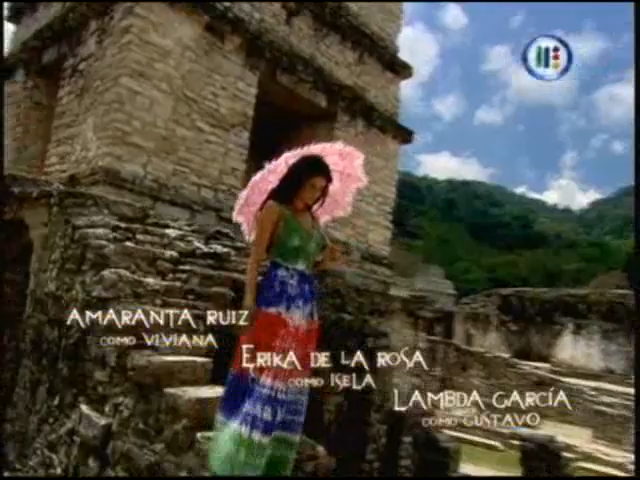 AMARANTA RUIZ
COMO VIVIANA
ERIKA DE LA ROSA
COMO ISELA
LAMBDA GARCÍA
COMO GUSTAVO